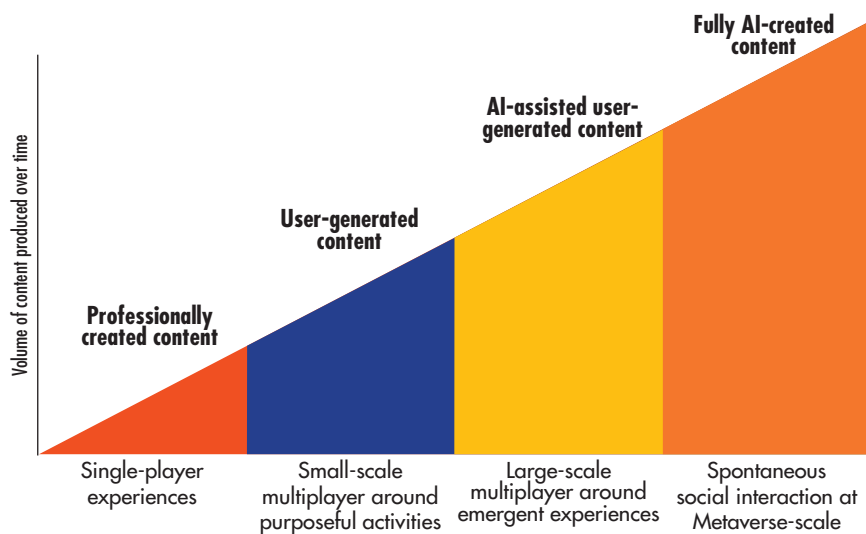 Fully AI-created
content
AI-assisted user-
generated content
User-generated
content
Professionally
created content
Volume of content produced over time
Single-player
experiences
Small-scale
multiplayer around
purposeful activities
Large-scale
multiplayer around
emergent experiences
Spontaneous
social interaction at
Metaverse-scale